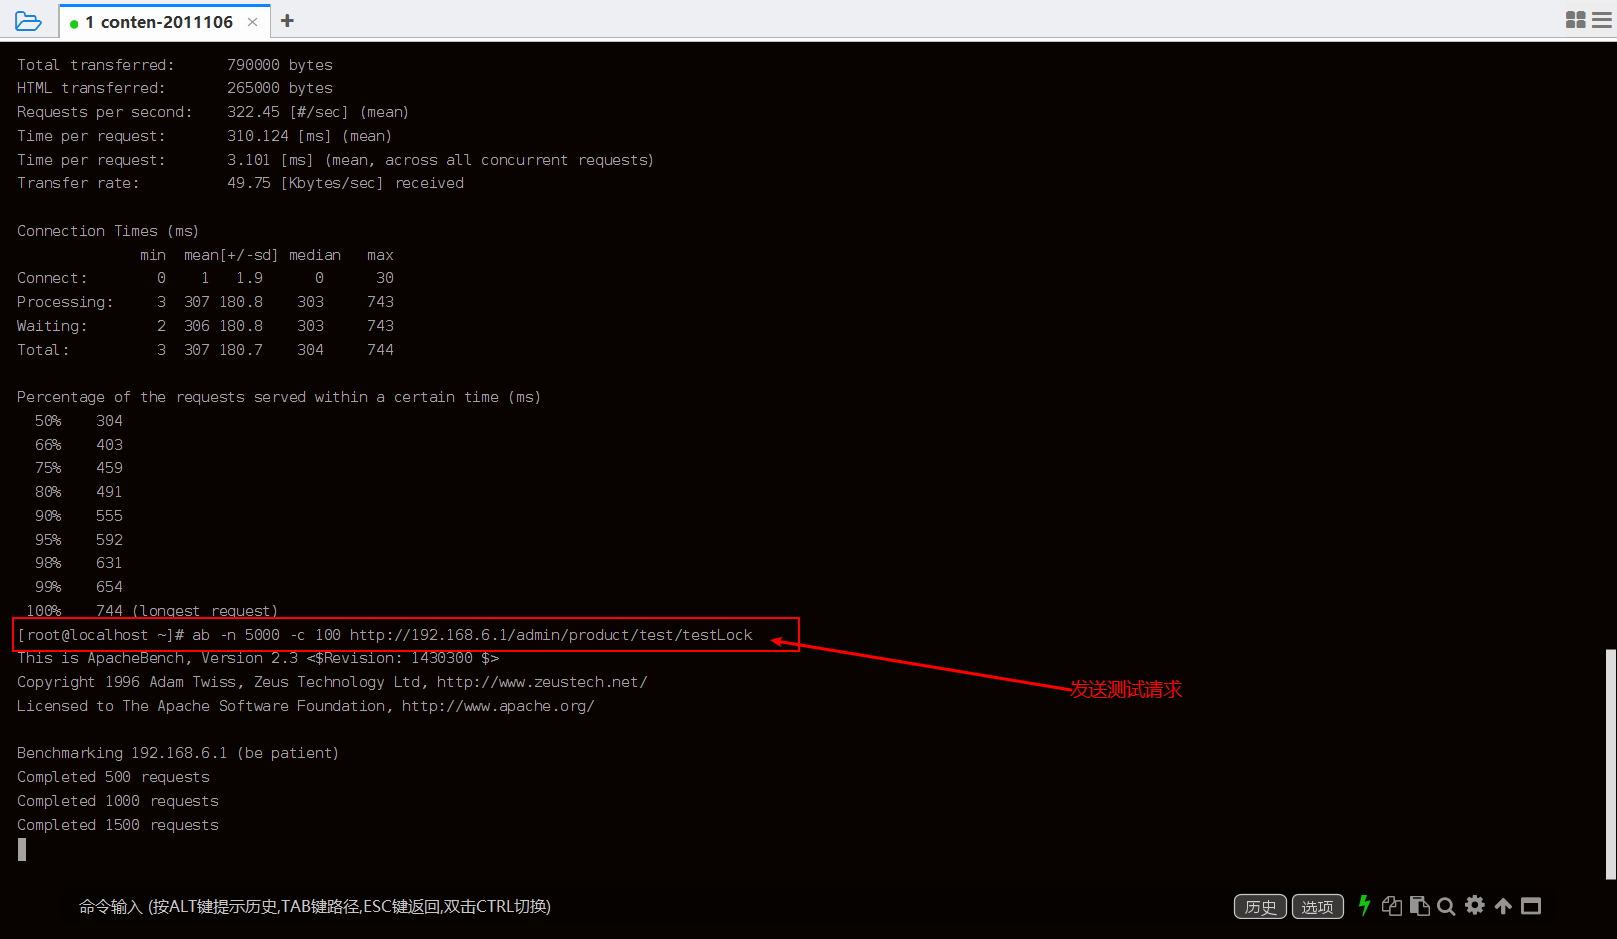 1 conten-2011106
Total transferred: 790000 bytes
HTML transferred: 265000 bytes
Requests per second: 322.45 [#/sec] (mean)
Time per request: 310.124 [ms] (mean)
Time per request: 3.101 [ms] (mean, across all concurrent requests)
Transfer rate: 49.75 [Kbytes/sec] received
Connection Times (ms)
min mean[+/-sd] median max
Connect: 0 1 1.9 0 30
Processing: 3 307 180.8 303 743
Waiting: 2 306 180.8 303 743
Total: 3 307 180.7 304 744
Percentage of the requests served within a certain time (ms)
50% 304
66% 403
75% 459
80% 491
90% 555
95% 592
98% 631
99% 654
100% 744 (longest request)
[root@localhost ~]# ab -n 5000 -c 100 http://192.168.6.1/admin/product/test/testLock
This is ApacheBench, Version 2.3 <$Revision: 1430300 $>
Copyright 1996 Adam Twiss, Zeus Technology Ltd, http://www.zeustech.net/
发送测试请求
Licensed to The Apache Software Foundation, http://www.apache.org/
Benchmarking 192.168.6.1 (be patient)
Completed 500 requests
Completed 1000 requests
Completed 1500 requests
命令输入 (按ALT键提示历史,TAB键路径,ESC键返回,双击CTRL切换)
历史 选项